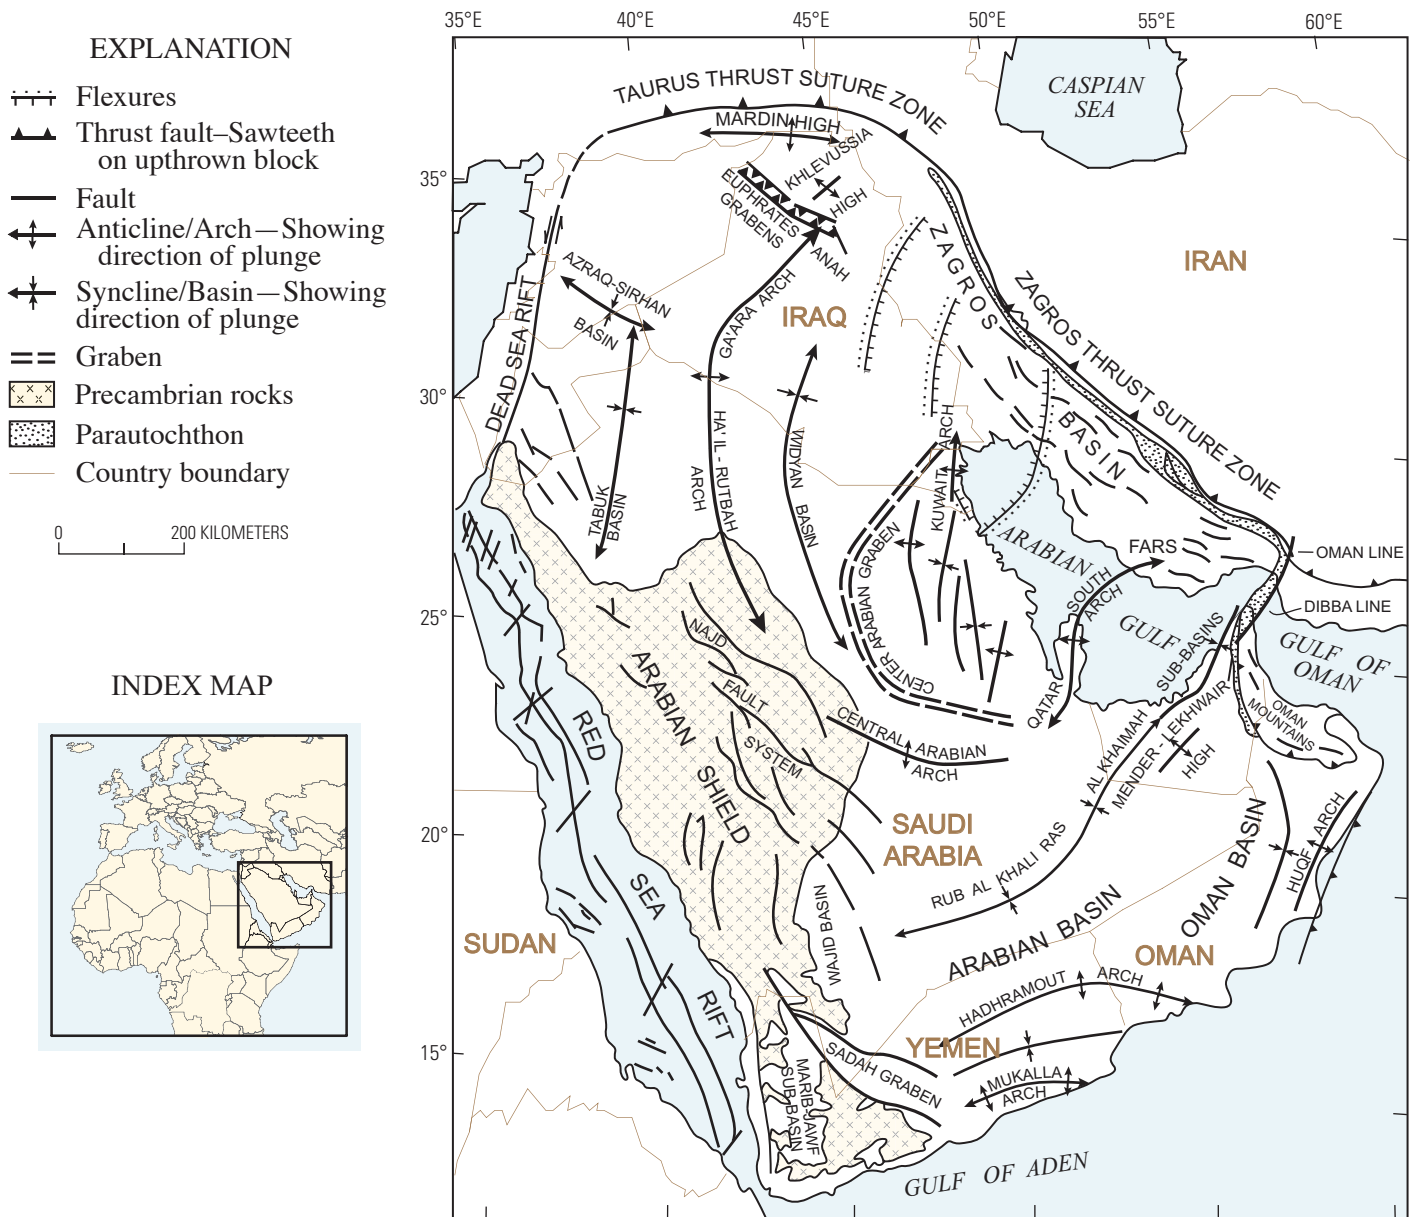 EXPLANATION
Flexures
Thrust fault–Sawteeth
on upthrown block
Fault
Anticline/Arch—Showing
direction of plunge
Syncline/Basin—Showing
direction of plunge
Graben
Precambrian rocks
Parautochthon
Country boundary
0 200 KILOMETERS
INDEX MAP
35°E 40°E 45°E 50°E 55°E 60°E
35°
30°
25°
20°
15°
TAURUS THRUST SUTURE ZONE
CASPIAN
SEA
MARDIN HIGH
KHLEVUSSIA
HIGH
EUPHRATES
GRABENS
ANAH
ZAGROS
BASIN
IRAN
ZAGROS THRUST SUTURE ZONE
AZRAQ-SIRHAN
BASIN
DEAD SEA RIFT
GA'ARA ARCH
IRAQ
HA' IL - RUTBAH
ARCH
WIDYAN
BASIN
TABUK
BASIN
KUWAIT
ARCH
CENTER ARABIAN GRABEN
CENTER
ARABIAN
GULF
FARS
SOUTH
ARCH
QATAR
OMAN LINE
DIBBA LINE
GULF OF
OMAN
OMAN
MOUNTAINS
SUB-BASINS
AL KHAIMAH
RUB AL KHALI RAS
MENDER - LEKHWAIR
HIGH
NAJD
FAULT
SYSTEM
ARABIAN
SHIELD
CENTRAL ARABIAN
ARCH
SAUDI
ARABIA
RED
SEA
RIFT
SUDAN
WAJID BASIN
ARABIAN BASIN
OMAN BASIN
HUQF ARCH
OMAN
HADHRAMOUT ARCH
YEMEN
SADAH GRABEN
MARIB-JAWF
SUB-BASIN
MUKALLA
ARCH
GULF OF ADEN